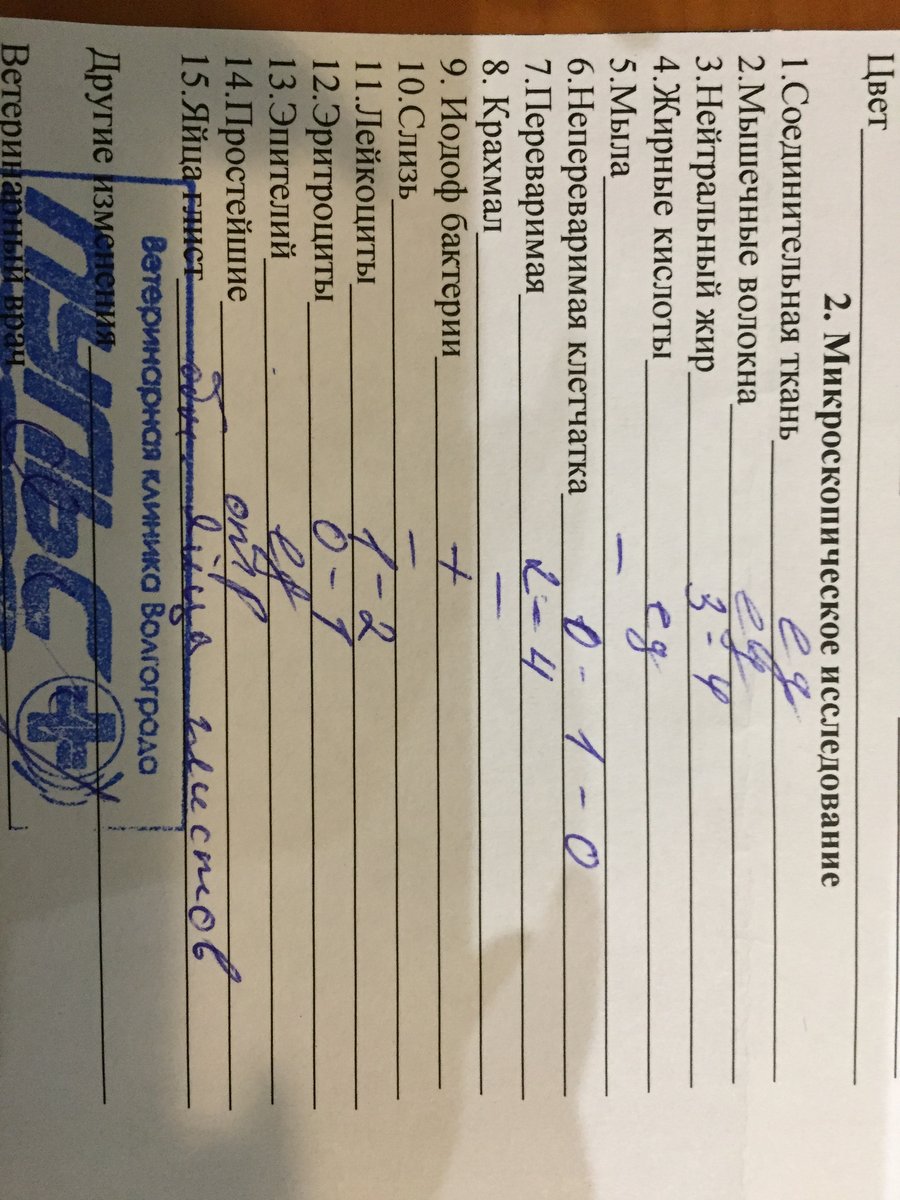 Цвет
2. Микроскопическое исследование
1.Соединительная ткань ед
2.Мышечные волокна ед
3.Нейтральный жир 3-4
4.Жирные кислоты ед
5.Мыла –
6.Непереваримая клетчатка 0-1-0
7.Переваримая 2-4
8. Крахмал –
9. Иодоф бактерии +
10.Слизь –
11.Лейкоциты 1-2
12.Эритроциты 0-1
13.Эпителий ед
14.Простейшие отр
15.Яйца глист яйца глистов
Ветеринарная клиника Волгограда
ПУЛЬС
Другие изменения
Ветеринарный врач